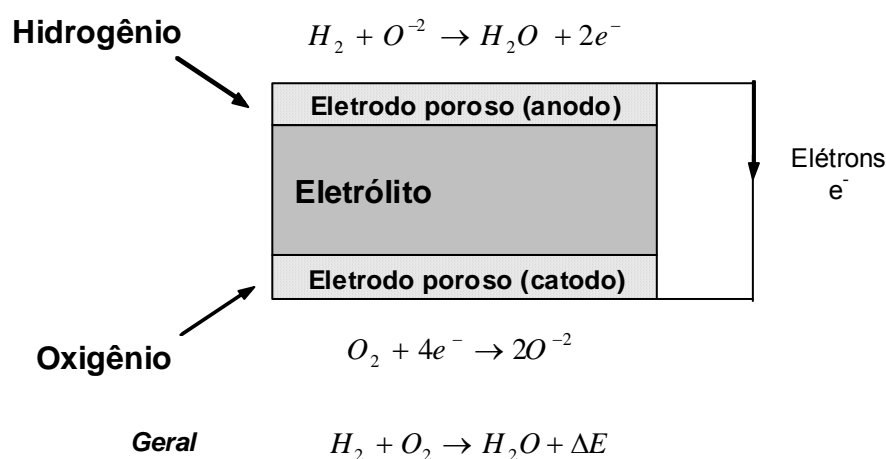 Hidrogênio
H₂ + O⁻² → H₂O + 2e⁻
Eletrodo poroso (anodo)
Elétrons
e⁻
Eletrólito
Eletrodo poroso (catodo)
Oxigênio
O₂ + 4e⁻ → 2O⁻²
Geral
H₂ + O₂ → H₂O + ΔE